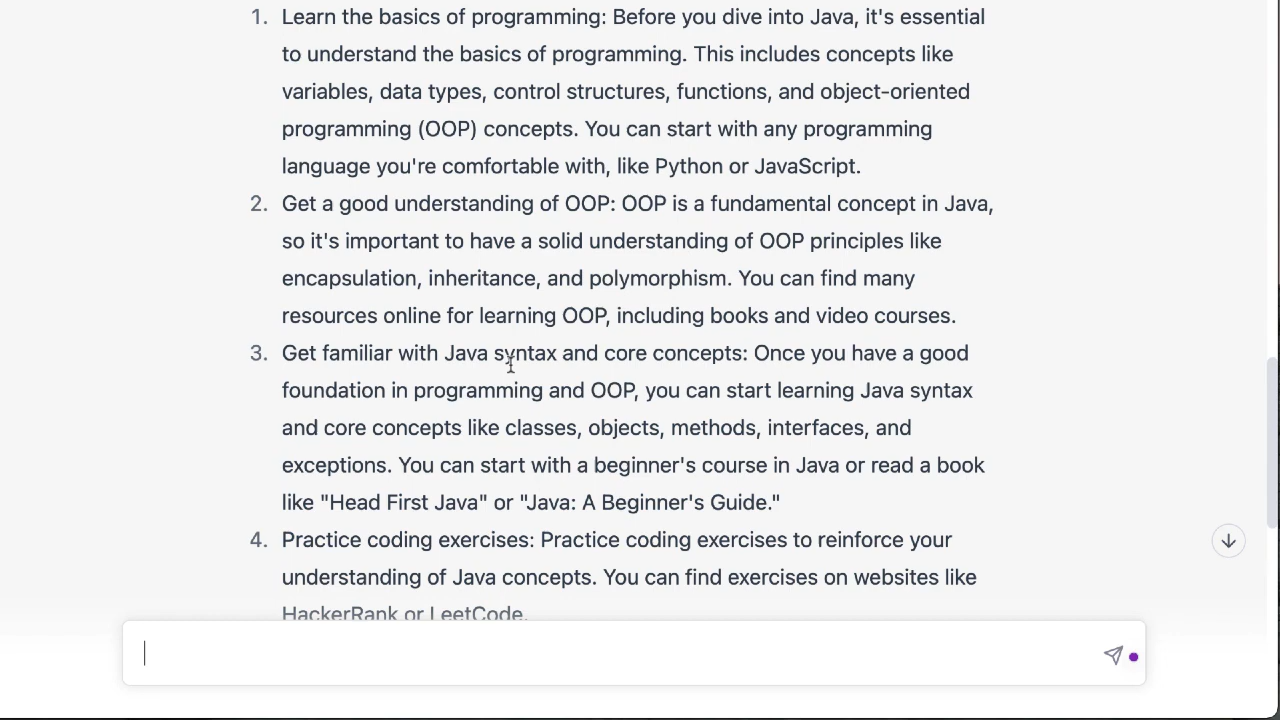 1. Learn the basics of programming: Before you dive into Java, it's essential
to understand the basics of programming. This includes concepts like
variables, data types, control structures, functions, and object-oriented
programming (OOP) concepts. You can start with any programming
language you're comfortable with, like Python or JavaScript.
2. Get a good understanding of OOP: OOP is a fundamental concept in Java,
so it's important to have a solid understanding of OOP principles like
encapsulation, inheritance, and polymorphism. You can find many
resources online for learning OOP, including books and video courses.
3. Get familiar with Java syntax and core concepts: Once you have a good
foundation in programming and OOP, you can start learning Java syntax
and core concepts like classes, objects, methods, interfaces, and
exceptions. You can start with a beginner's course in Java or read a book
like "Head First Java" or "Java: A Beginner's Guide."
4. Practice coding exercises: Practice coding exercises to reinforce your
understanding of Java concepts. You can find exercises on websites like
HackerRank or LeetCode.